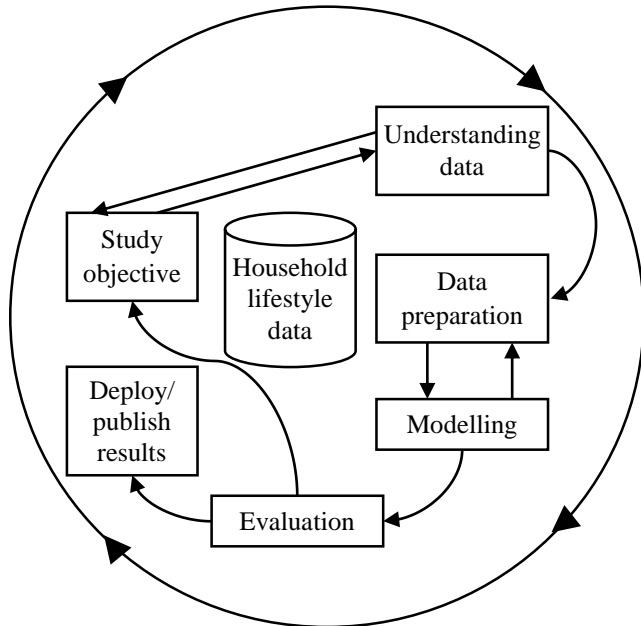 Understanding
data
Study
objective
Household
lifestyle
data
Data
preparation
Deploy/
publish
results
Modelling
Evaluation